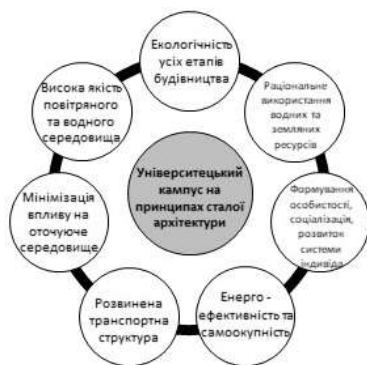 Екологічність
усіх етапів
будівництва
Раціональне
використання
водних та
земляних
ресурсів
Формування
особистості,
соціалізація,
розвиток
системи
індивіда
Енерго -
ефективність та
самоокупність
Розвинена
транспортна
структура
Мінімізація
впливу на
оточуюче
середовище
Висока якість
повітряного
та водного
середовища
Університецький
кампус на
принципах сталої
архітектури